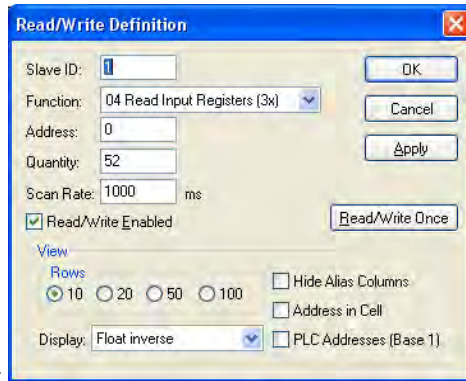 Read/Write Definition
Slave ID: 1
OK
Function: 04 Read Input Registers (3x)
Cancel
Address: 0
Quantity: 52
Apply
Scan Rate: 1000 ms
Read/Write Enabled
Read/Write Once
View
Rows
10 20 50 100
Hide Alias Columns
Address in Cell
Display: Float inverse
PLC Addresses (Base 1)